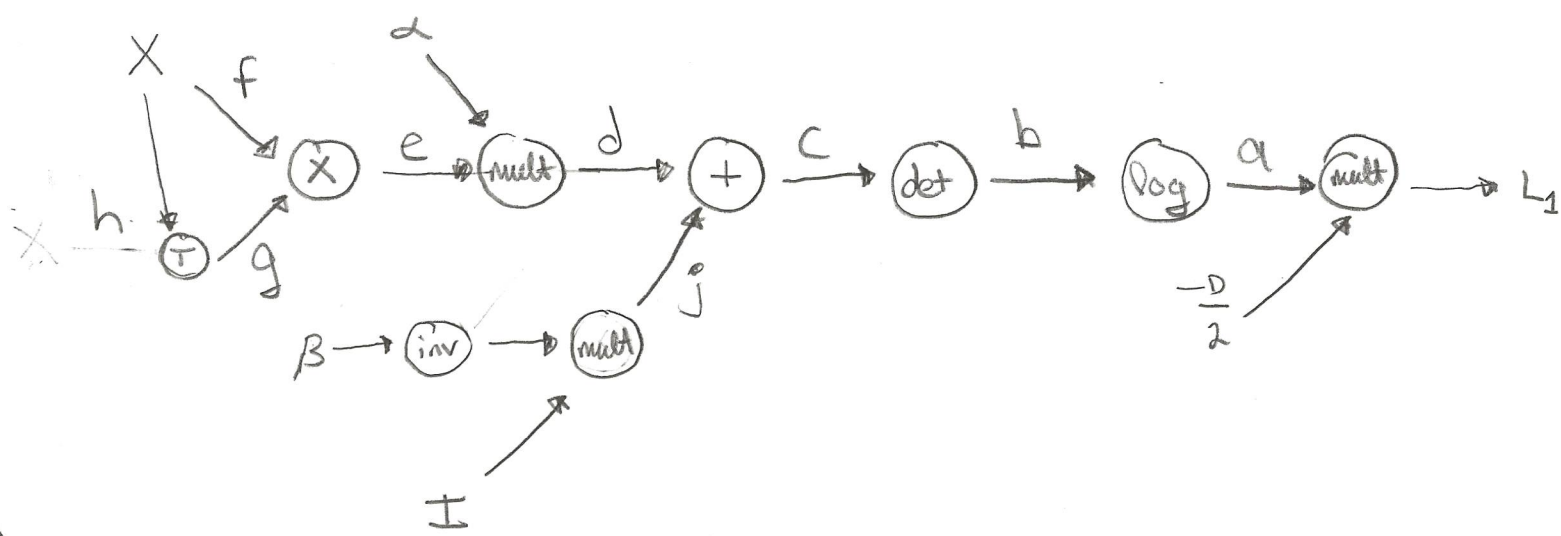 α
X
f
e
mult
d
+
c
det
b
log
a
mult
L1
X
X
h
T
g
j
-D
2
β
inv
mult
I